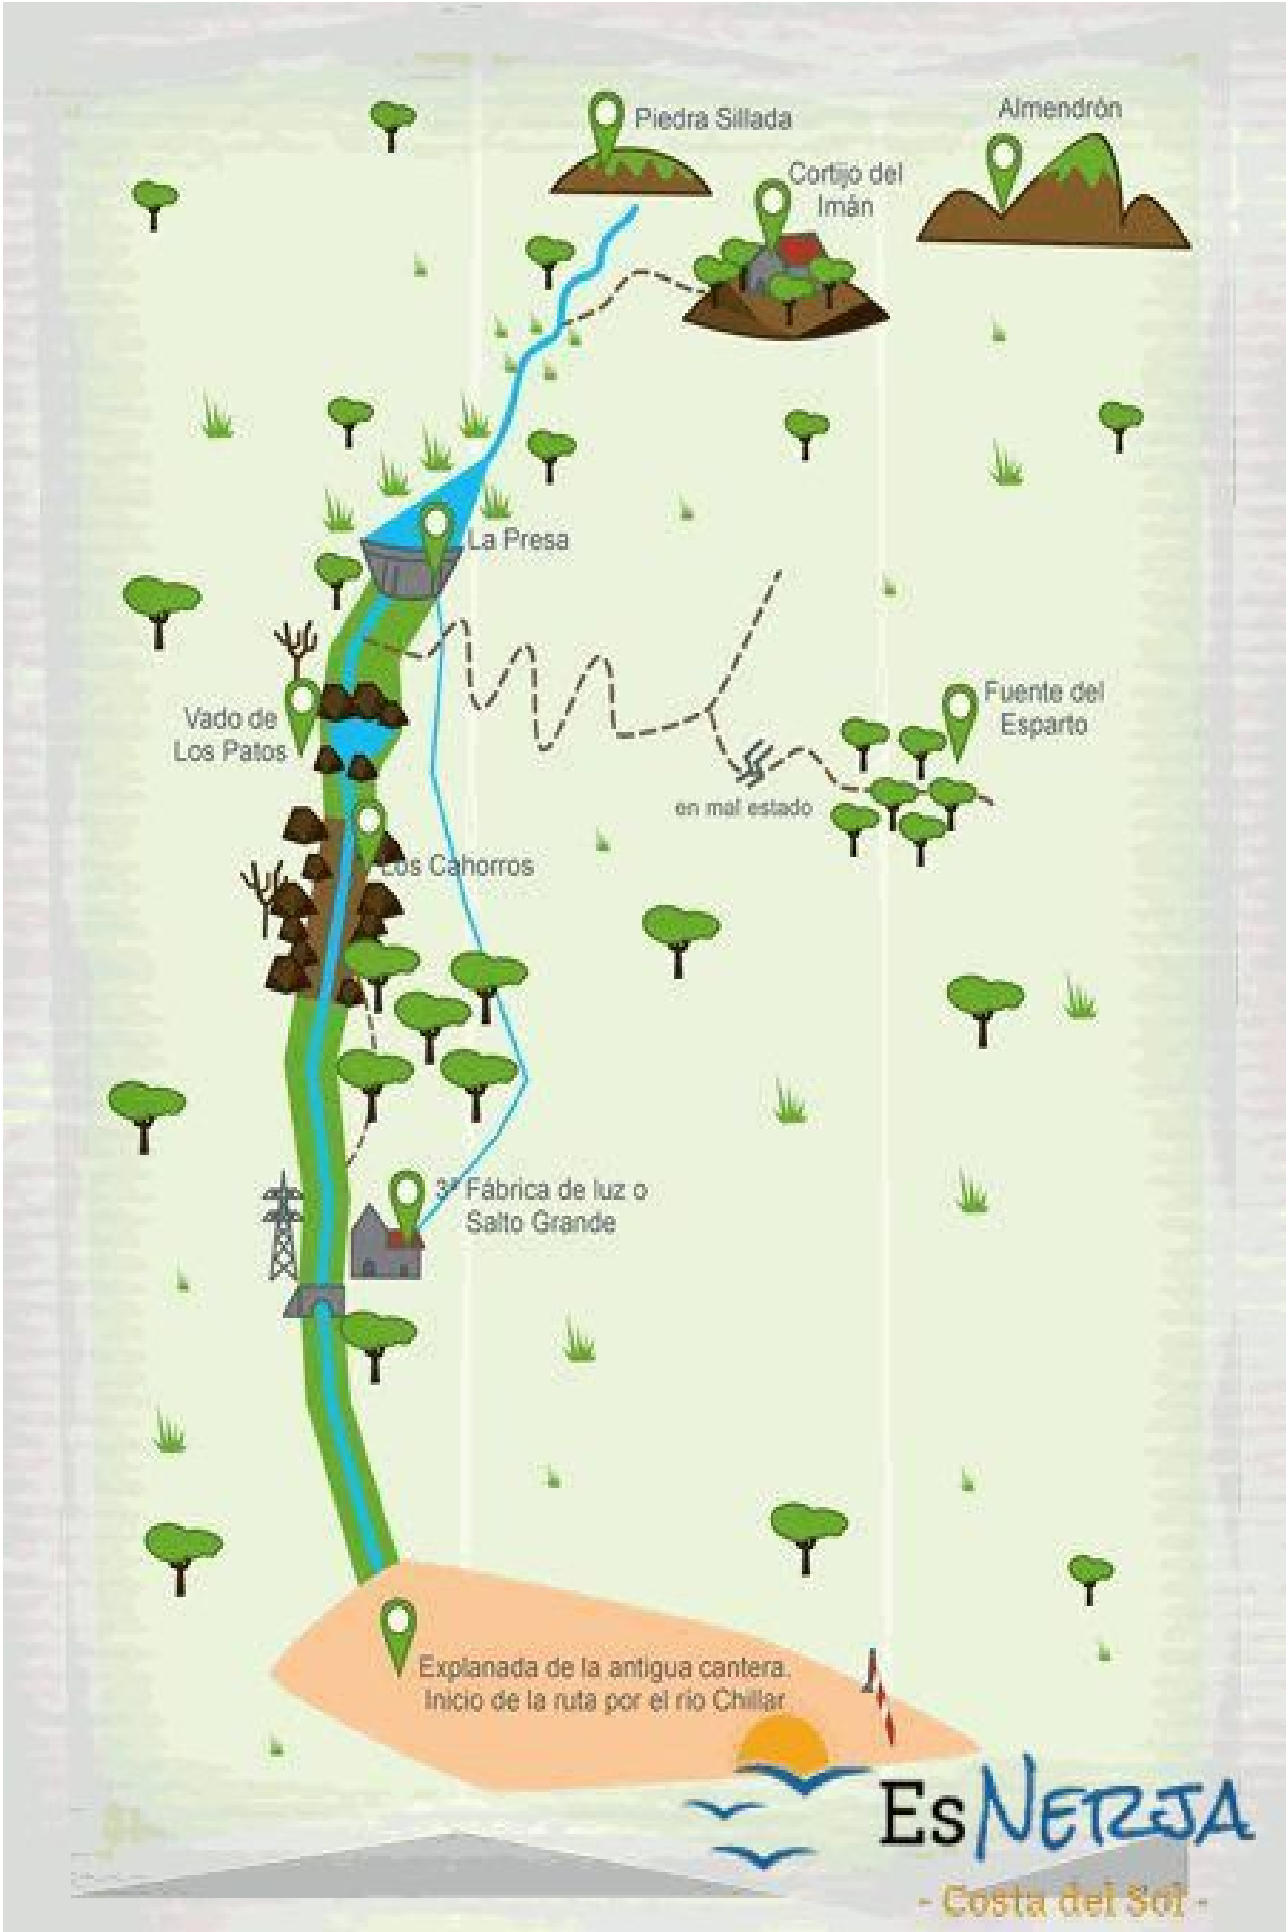 Piedra Sillada
Almendrón
Cortijo del
Imán
La Presa
Vado de
Los Patos
Fuente del
Esparto
en mal estado
Los Cahorros
3ª Fábrica de luz o
Salto Grande
Explanada de la antigua cantera.
Inicio de la ruta por el río Chillar
Es NERJA
- Costa del Sol -